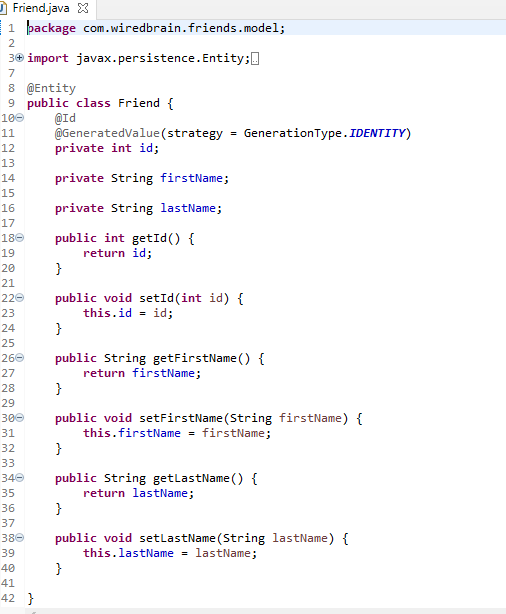 Friend.java
1 package com.wiredbrain.friends.model;
2
3 import javax.persistence.Entity;
7
8 @Entity
9 public class Friend {
10 @Id
11 @GeneratedValue(strategy = GenerationType.IDENTITY)
12 private int id;
13
14 private String firstName;
15
16 private String lastName;
17
18 public int getId() {
19 return id;
20 }
21
22 public void setId(int id) {
23 this.id = id;
24 }
25
26 public String getFirstName() {
27 return firstName;
28 }
29
30 public void setFirstName(String firstName) {
31 this.firstName = firstName;
32 }
33
34 public String getLastName() {
35 return lastName;
36 }
37
38 public void setLastName(String lastName) {
39 this.lastName = lastName;
40 }
41
42 }